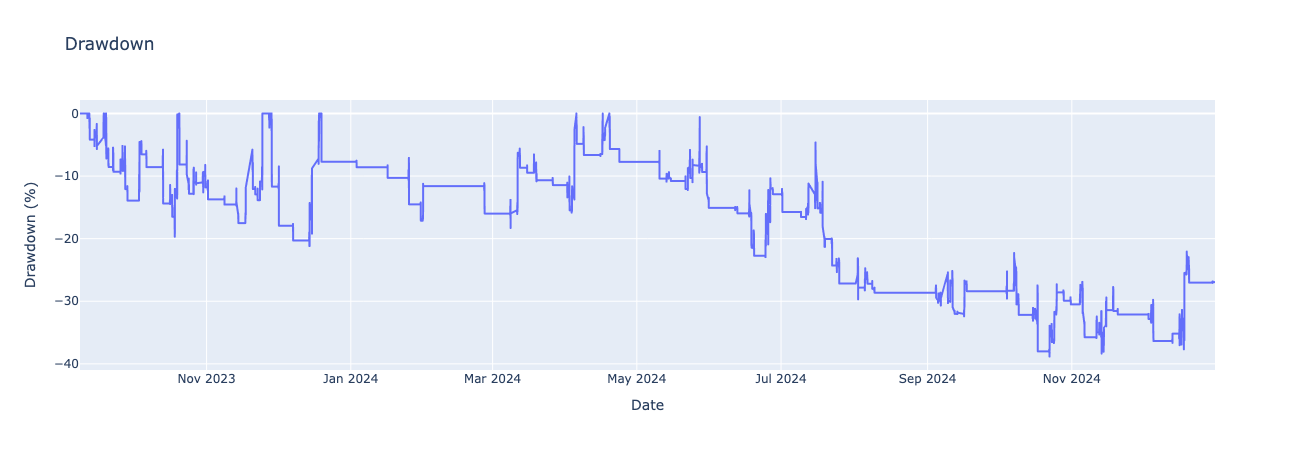 Drawdown
0
−10
−20
−30
−40
Drawdown (%)
Nov 2023
Jan 2024
Mar 2024
May 2024
Jul 2024
Sep 2024
Nov 2024
Date